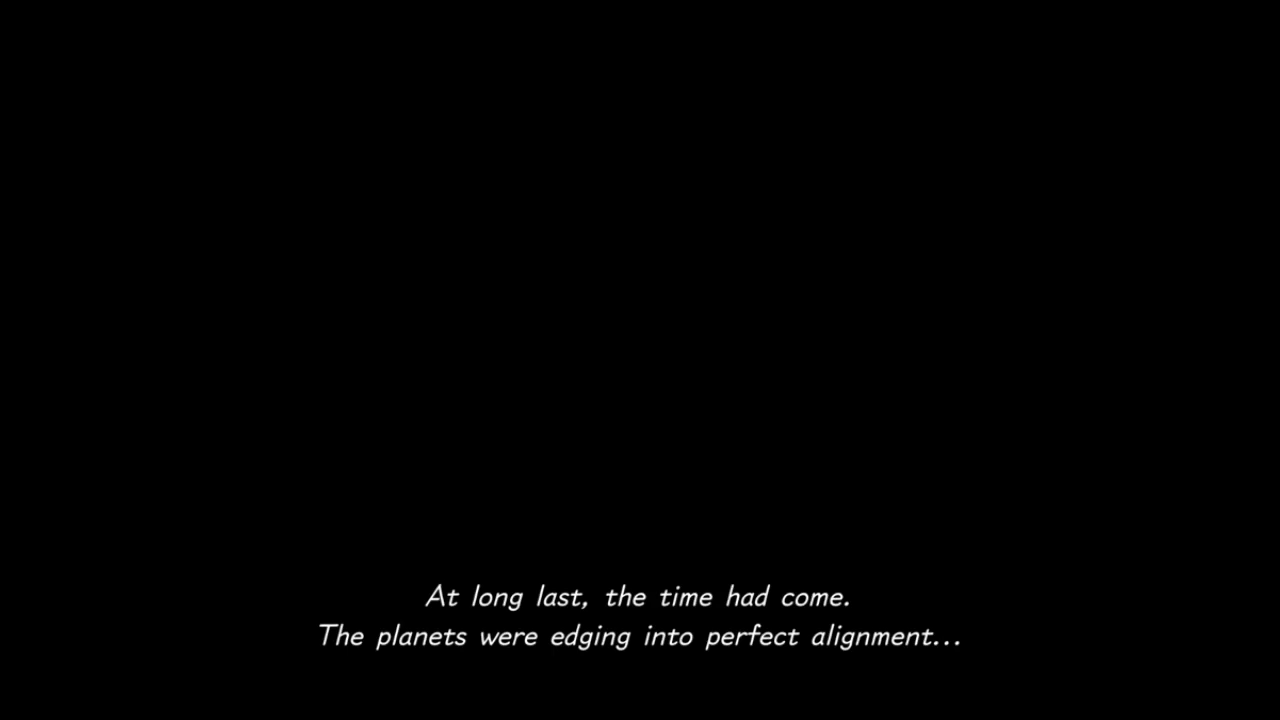 At long last, the time had come.
The planets were edging into perfect alignment...